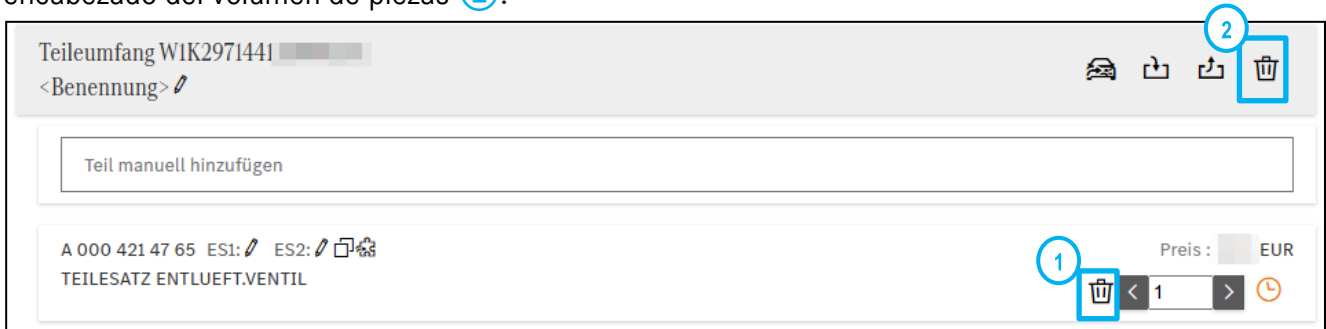 encabezado del volumen de piezas 2.
2
Teileumfang W1K2971441
<Benennung>
Teil manuell hinzufügen
A 000 421 47 65 ES1: ES2:
Preis : EUR
TEILESATZ ENTLUEFT.VENTIL
1
< 1 >